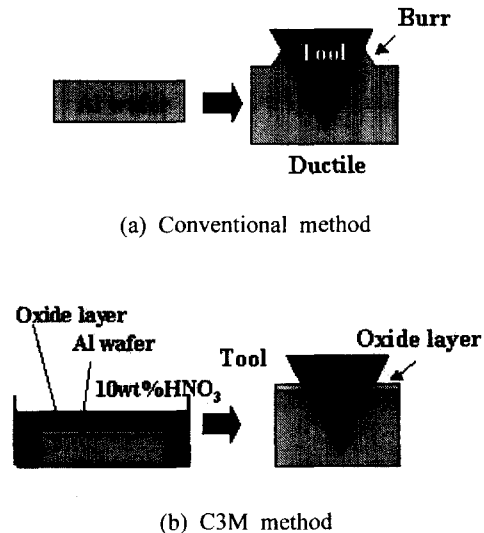 Burr
Tool
Ductile
(a) Conventional method
Oxide layer
Al wafer
10wt%HNO₃
Tool
Oxide layer
(b) C3M method